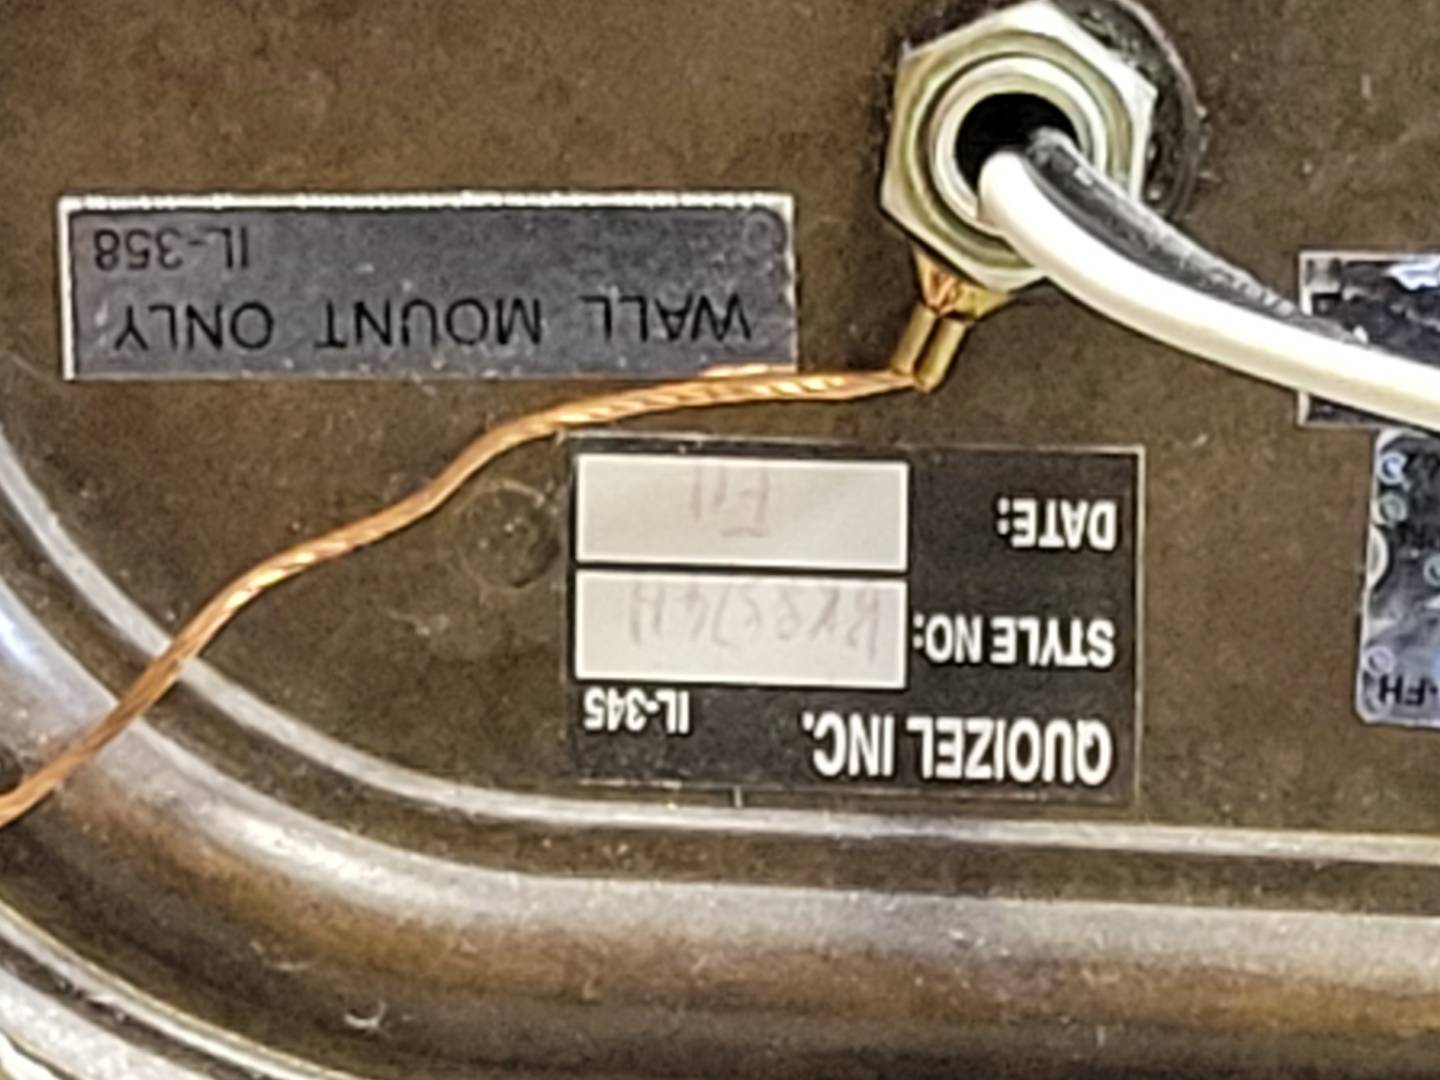 QUOIZEL INC. IL-345
STYLE NO:
DATE:
WALL MOUNT ONLY
IL-358